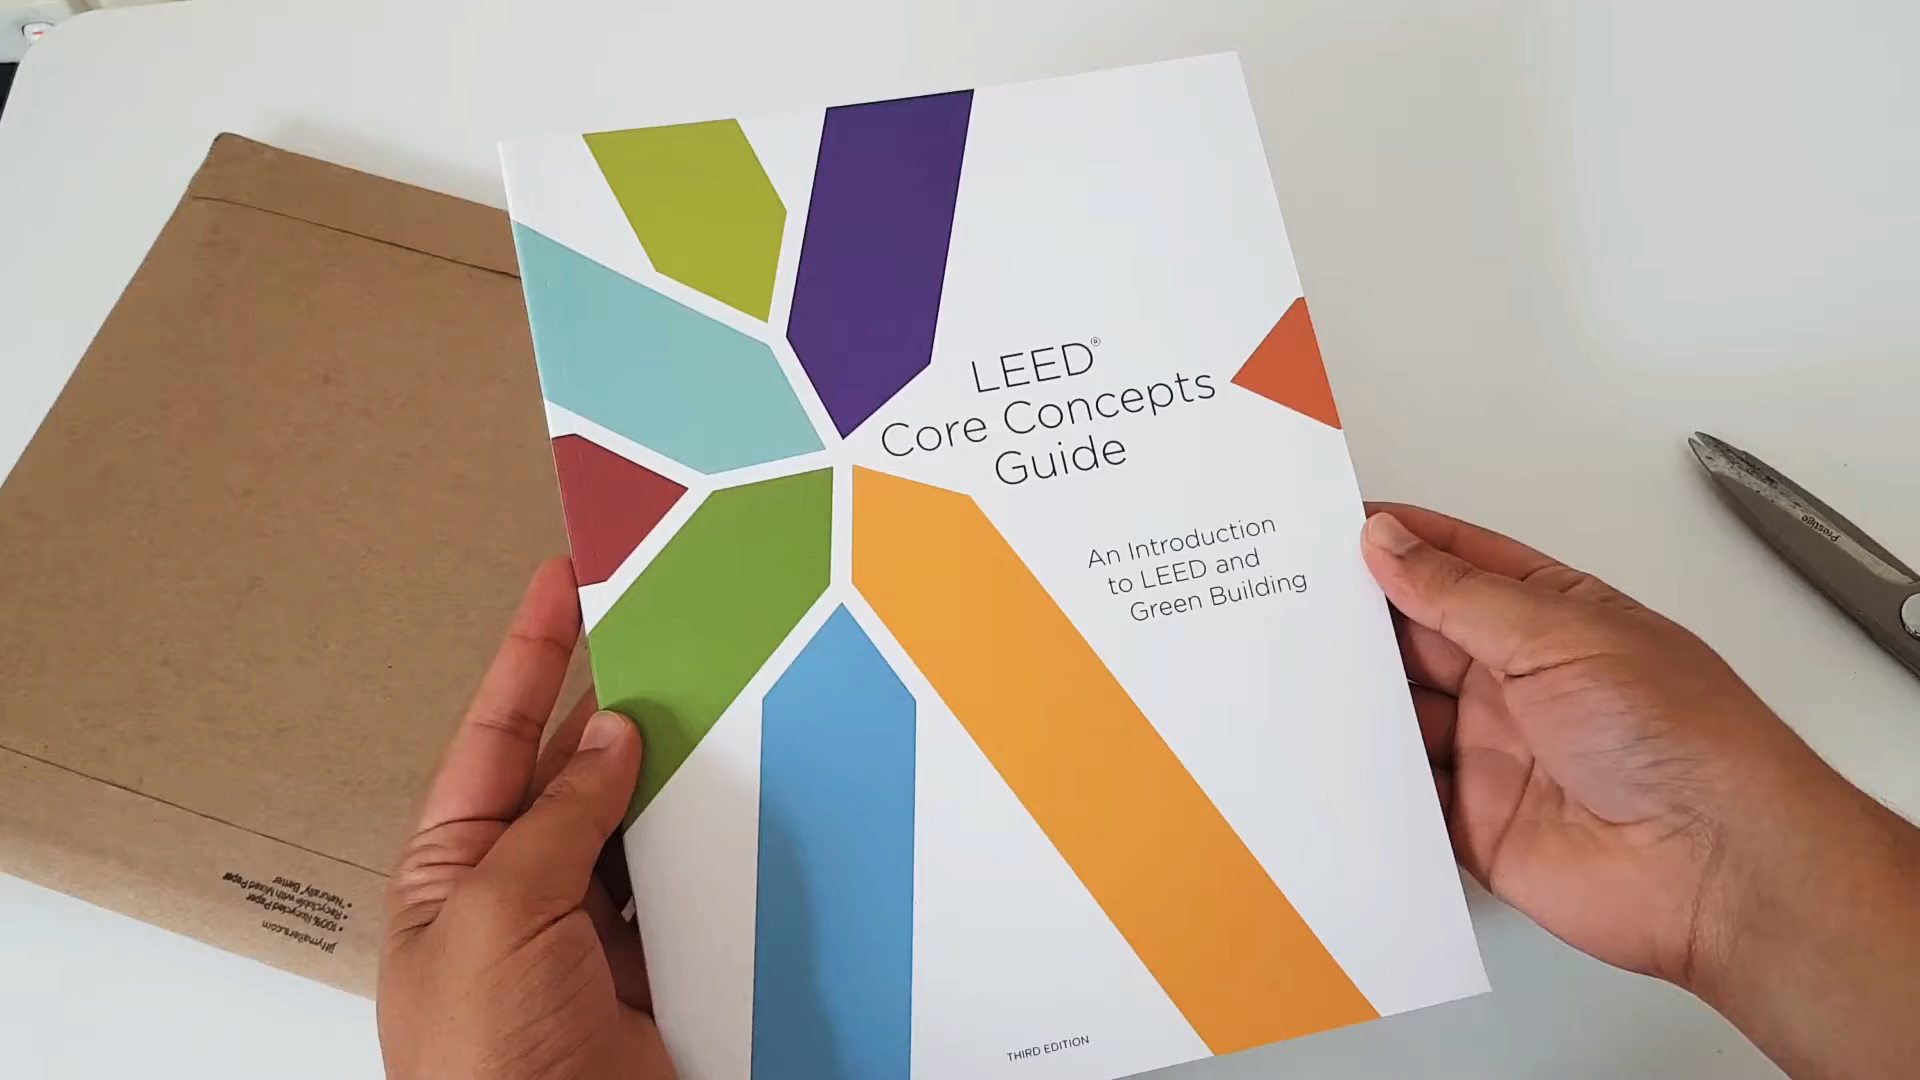 LEED®
Core Concepts
Guide
An Introduction
to LEED and
Green Building
THIRD EDITION
Prestige
jiffymailers.com
• 100% Recycled Paper
• Recyclable with Mixed Paper
• "Naturally Better"